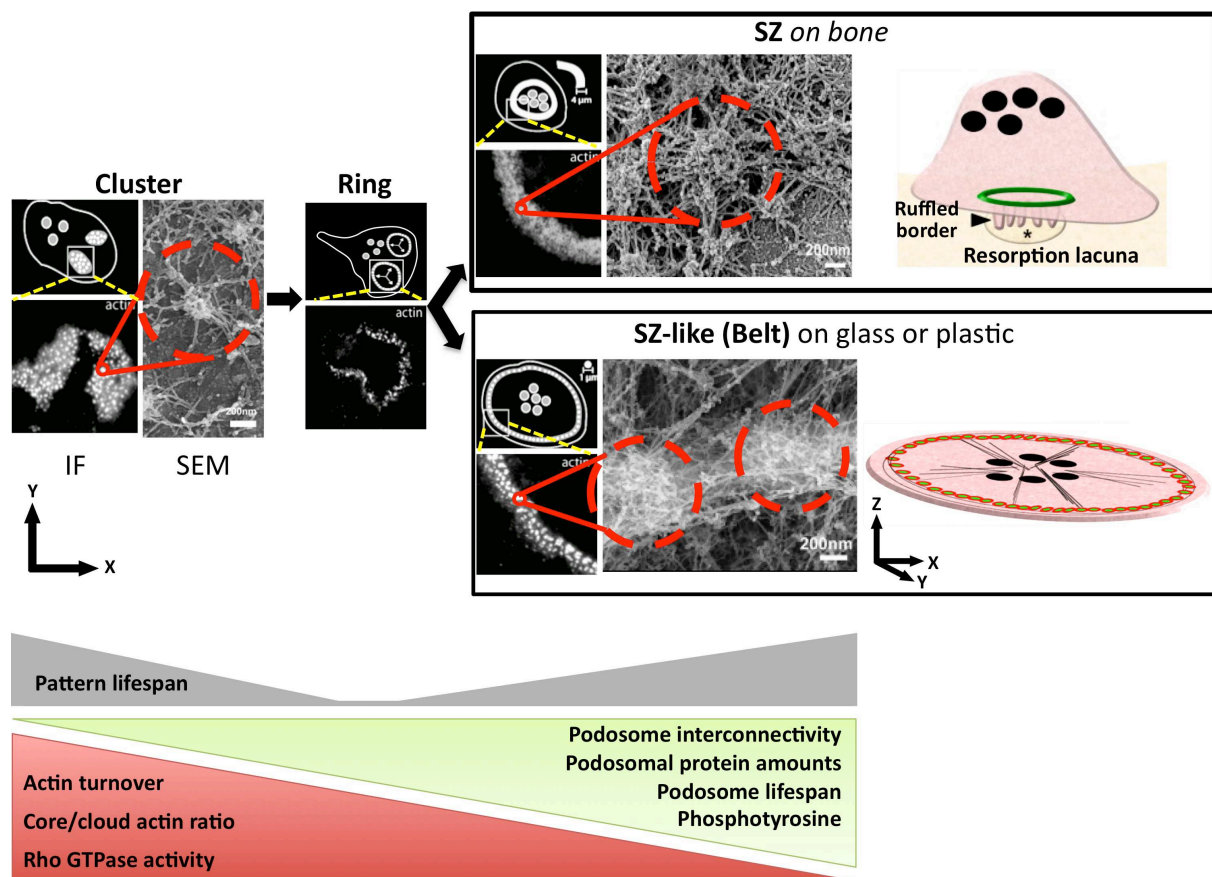 Cluster
actin
200nm
IF
SEM
Y
X
Ring
actin
SZ on bone
4 μm
actin
200nm
Ruffled
border
*
Resorption lacuna
SZ-like (Belt) on glass or plastic
1 μm
actin
200nm
Z
X
Y
Pattern lifespan
Podosome interconnectivity
Podosomal protein amounts
Podosome lifespan
Phosphotyrosine
Actin turnover
Core/cloud actin ratio
Rho GTPase activity